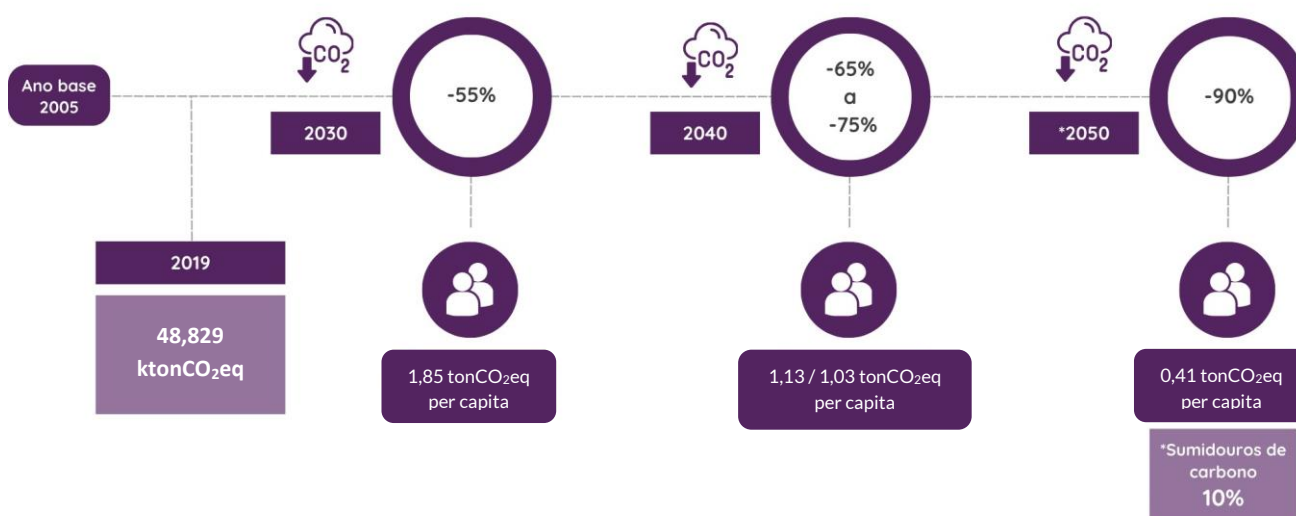 Ano base
2005
CO2
2030
-55%
CO2
2040
-65%
a
-75%
CO2
*2050
-90%
2019
48,829
ktonCO2eq
1,85 tonCO2eq
per capita
1,13 / 1,03 tonCO2eq
per capita
0,41 tonCO2eq
per capita
*Sumidouros de
carbono
10%